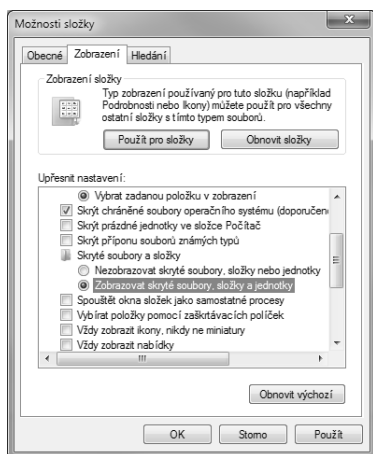 Možnosti složky
Obecné Zobrazení Hledání
Zobrazení složky
Typ zobrazení používaný pro tuto složku (například
Podrobnosti nebo Ikony) můžete použít pro všechny
ostatní složky s tímto typem souborů.
Použít pro složky Obnovit složky
Upřesnit nastavení:
Vybrat zadanou položku v zobrazení
Skrýt chráněné soubory operačního systému (doporučen
Skrýt prázdné jednotky ve složce Počítač
Skrýt příponu souborů známých typů
Skryté soubory a složky
Nezobrazovat skryté soubory, složky nebo jednotky
Zobrazovat skryté soubory, složky a jednotky
Spouštět okna složek jako samostatné procesy
Vybírat položky pomocí zaškrtávacích políček
Vždy zobrazit ikony, nikdy ne miniatury
Vždy zobrazit nabídky
Obnovit výchozí
OK Storno Použít